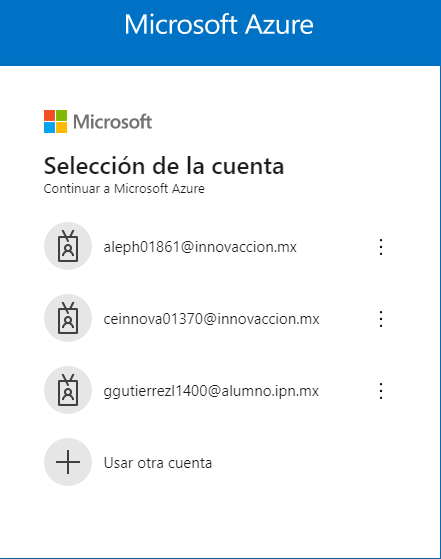 Microsoft Azure
Microsoft
Selección de la cuenta
Continuar a Microsoft Azure
aleph01861@innovaccion.mx
ceinnova01370@innovaccion.mx
ggutierrezl1400@alumno.ipn.mx
Usar otra cuenta